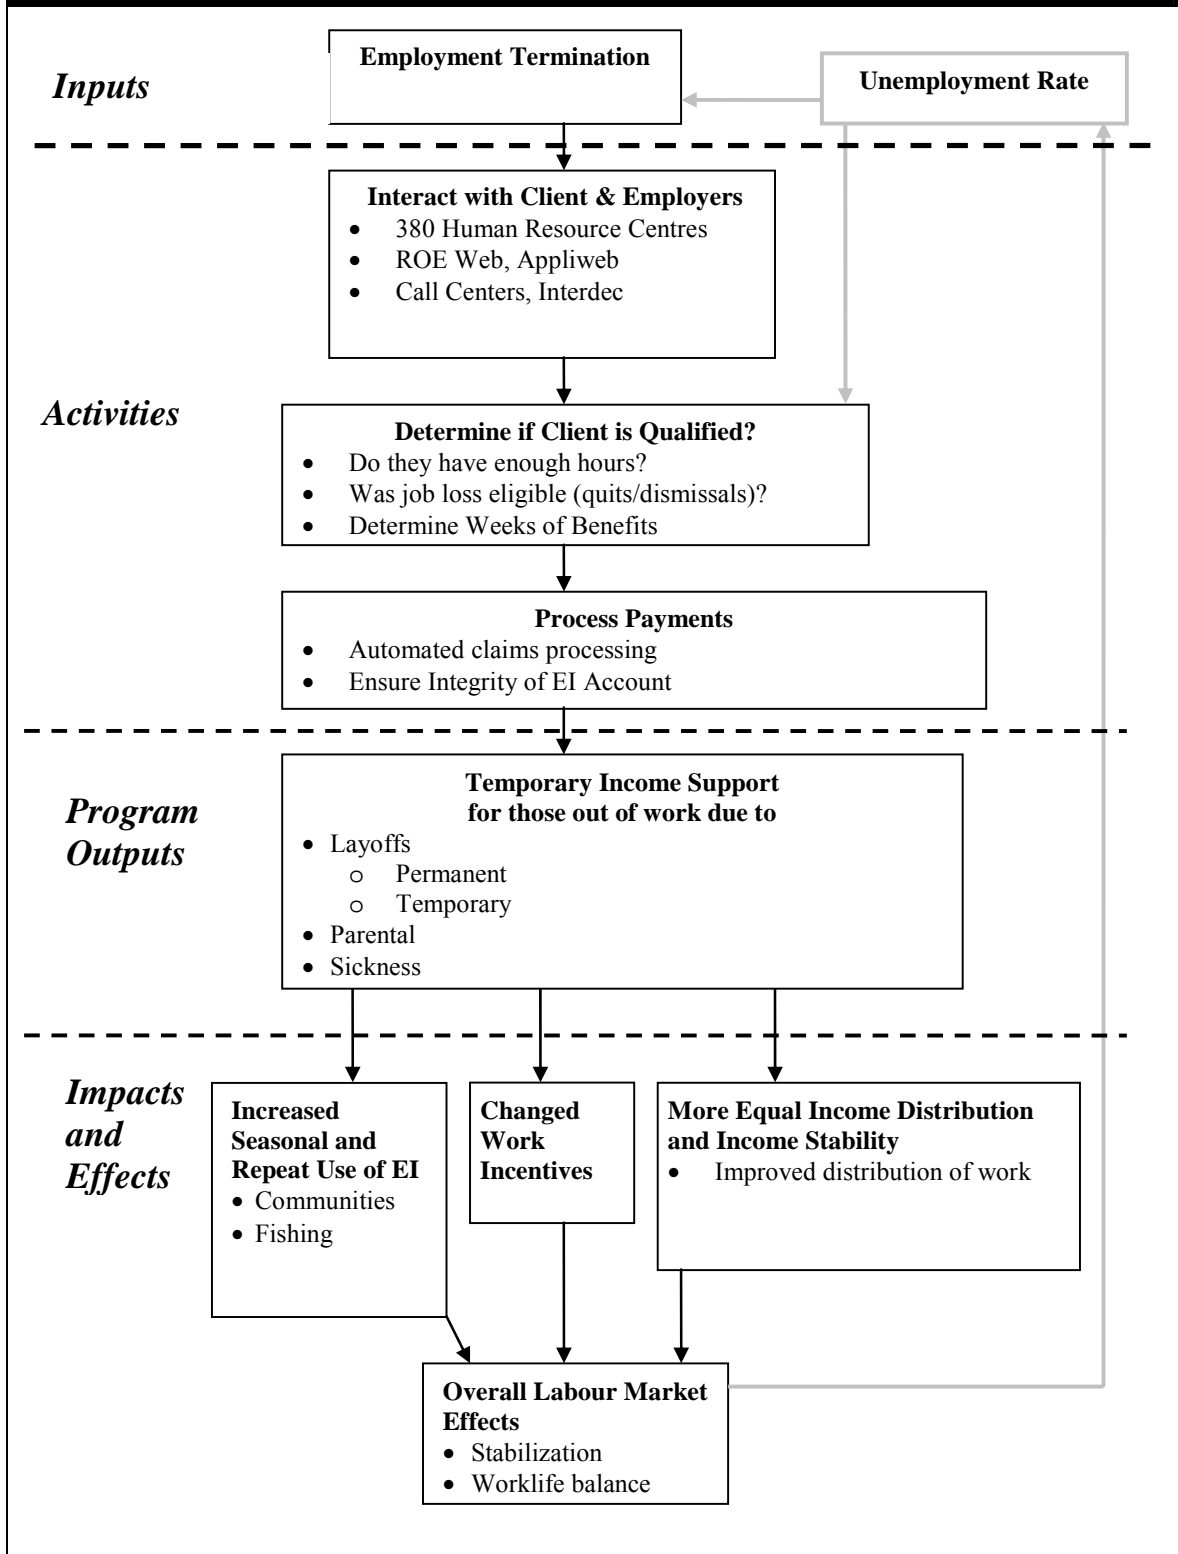 Employment Termination
Unemployment Rate
Inputs
Interact with Client & Employers
• 380 Human Resource Centres
• ROE Web, Appliweb
• Call Centers, Interdec
Activities
Determine if Client is Qualified?
• Do they have enough hours?
• Was job loss eligible (quits/dismissals)?
• Determine Weeks of Benefits
Process Payments
• Automated claims processing
• Ensure Integrity of EI Account
Program
Outputs
Temporary Income Support
for those out of work due to
• Layoffs
o Permanent
o Temporary
• Parental
• Sickness
Impacts
and
Effects
Increased
Seasonal and
Repeat Use of EI
• Communities
• Fishing
Changed
Work
Incentives
More Equal Income Distribution
and Income Stability
• Improved distribution of work
Overall Labour Market
Effects
• Stabilization
• Worklife balance